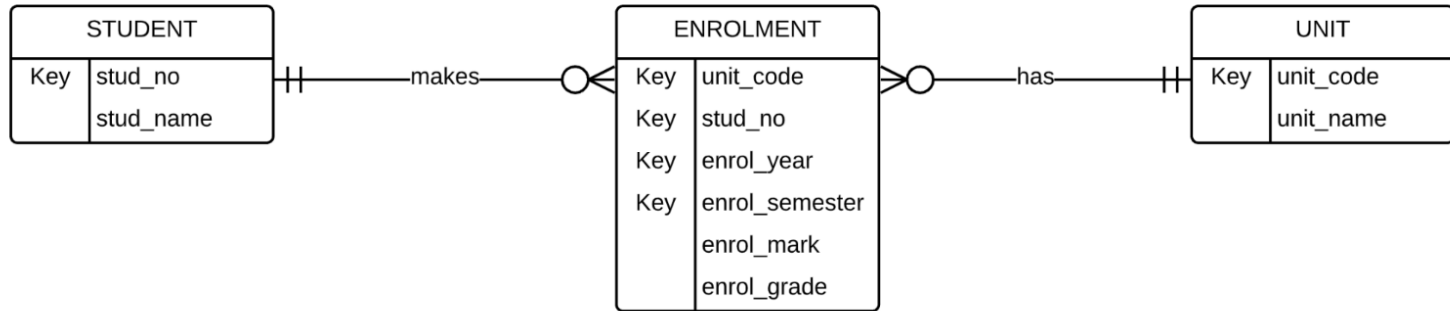 STUDENT
Key stud_no
stud_name
makes
ENROLMENT
Key unit_code
Key stud_no
Key enrol_year
Key enrol_semester
enrol_mark
enrol_grade
has
UNIT
Key unit_code
unit_name